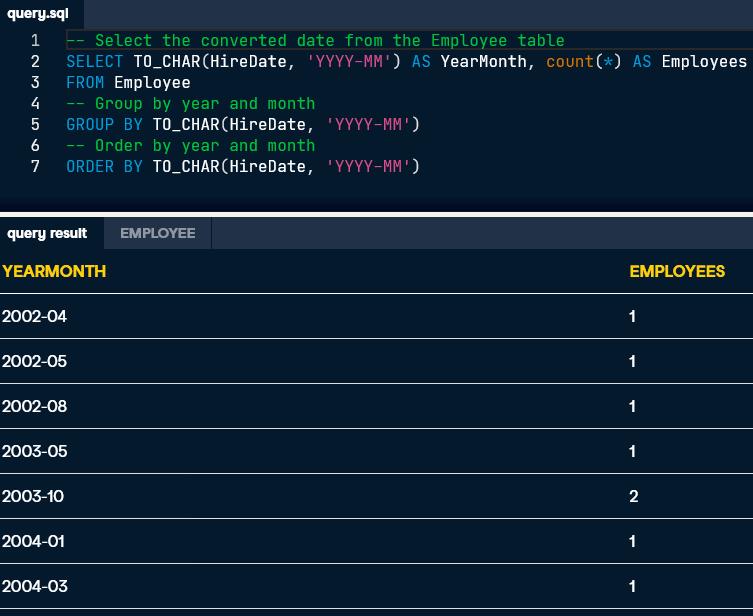 query.sql
1 -- Select the converted date from the Employee table
2 SELECT TO_CHAR(HireDate, 'YYYY-MM') AS YearMonth, count(*) AS Employees
3 FROM Employee
4 -- Group by year and month
5 GROUP BY TO_CHAR(HireDate, 'YYYY-MM')
6 -- Order by year and month
7 ORDER BY TO_CHAR(HireDate, 'YYYY-MM')
query result EMPLOYEE
YEARMONTH EMPLOYEES
2002-04 1
2002-05 1
2002-08 1
2003-05 1
2003-10 2
2004-01 1
2004-03 1